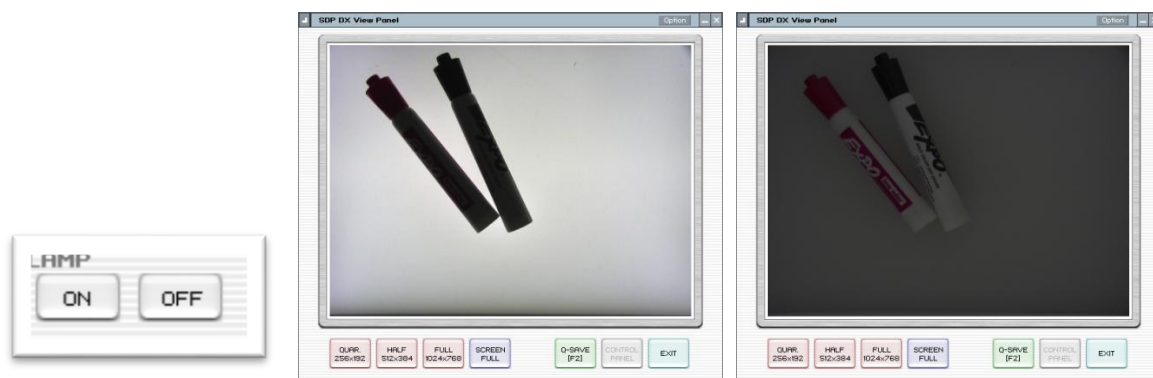 LAMP
ON OFF
SDP DX View Panel Option
QUAR. 256x192 HALF 512x384 FULL 1024x768 SCREEN FULL Q-SAVE [F2] CONTROL PANEL EXIT
SDP DX View Panel Option
EXPO
EXPO
QUAR. 256x192 HALF 512x384 FULL 1024x768 SCREEN FULL Q-SAVE [F2] CONTROL PANEL EXIT